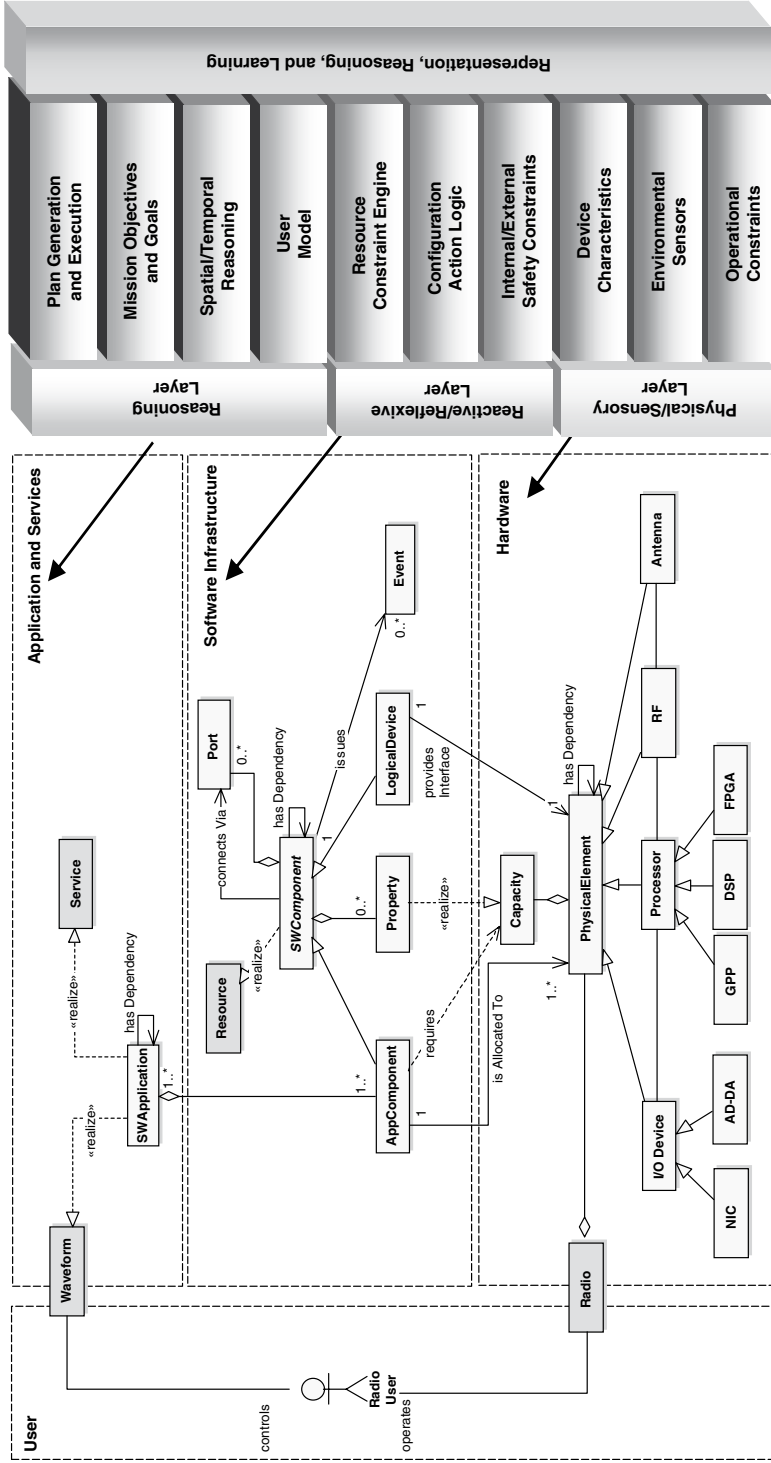 User
controls
Radio
User
operates
Waveform
Radio
Application and Services
«realize»
«realize»
SWApplication
has Dependency
1..*
Service
Software Infrastructure
Resource
«realize»
connects Via
Port
0..*
SWComponent
has Dependency
1
issues
0..*
Event
1..*
AppComponent
1
0..*
Property
LogicalDevice
1
provides
Interface
requires
«realize»
Capacity
is Allocated To
1..*
1
Hardware
PhysicalElement
has Dependency
I/O Device
Processor
RF
Antenna
NIC
AD-DA
GPP
DSP
FPGA
Reasoning
Layer
Reactive/Reflexive
Layer
Physical/Sensory
Layer
Plan Generation
and Execution
Mission Objectives
and Goals
Spatial/Temporal
Reasoning
User
Model
Resource
Constraint Engine
Configuration
Action Logic
Internal/External
Safety Constraints
Device
Characteristics
Environmental
Sensors
Operational
Constraints
Representation, Reasoning, and Learning